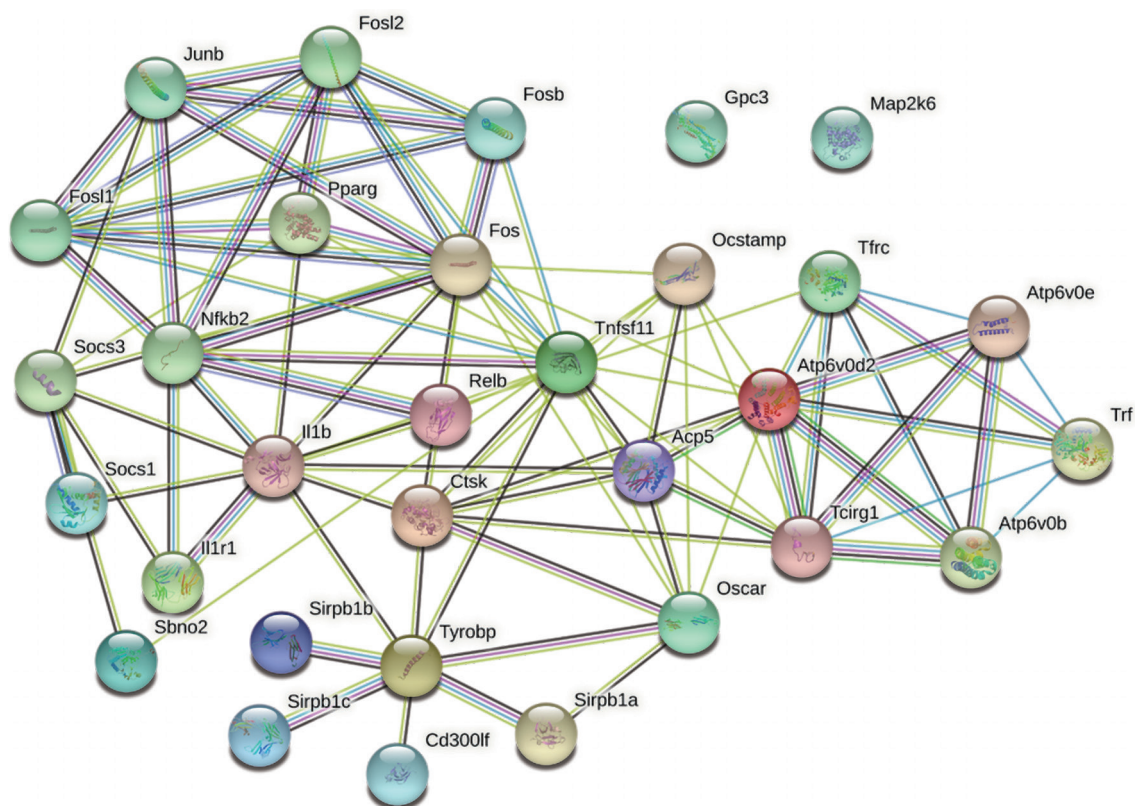 Fosl2
Junb
Fosb
Gpc3
Map2k6
Fosl1
Pparg
Fos
Ocstamp
Tfrc
Atp6v0e
Nfkb2
Tnfsf11
Socs3
Relb
Atp6v0d2
Trf
Il1b
Acp5
Socs1
Ctsk
Tcirg1
Atp6v0b
Il1r1
Oscar
Sbno2
Sirpb1b
Tyrobp
Sirpb1c
Sirpb1a
Cd300lf